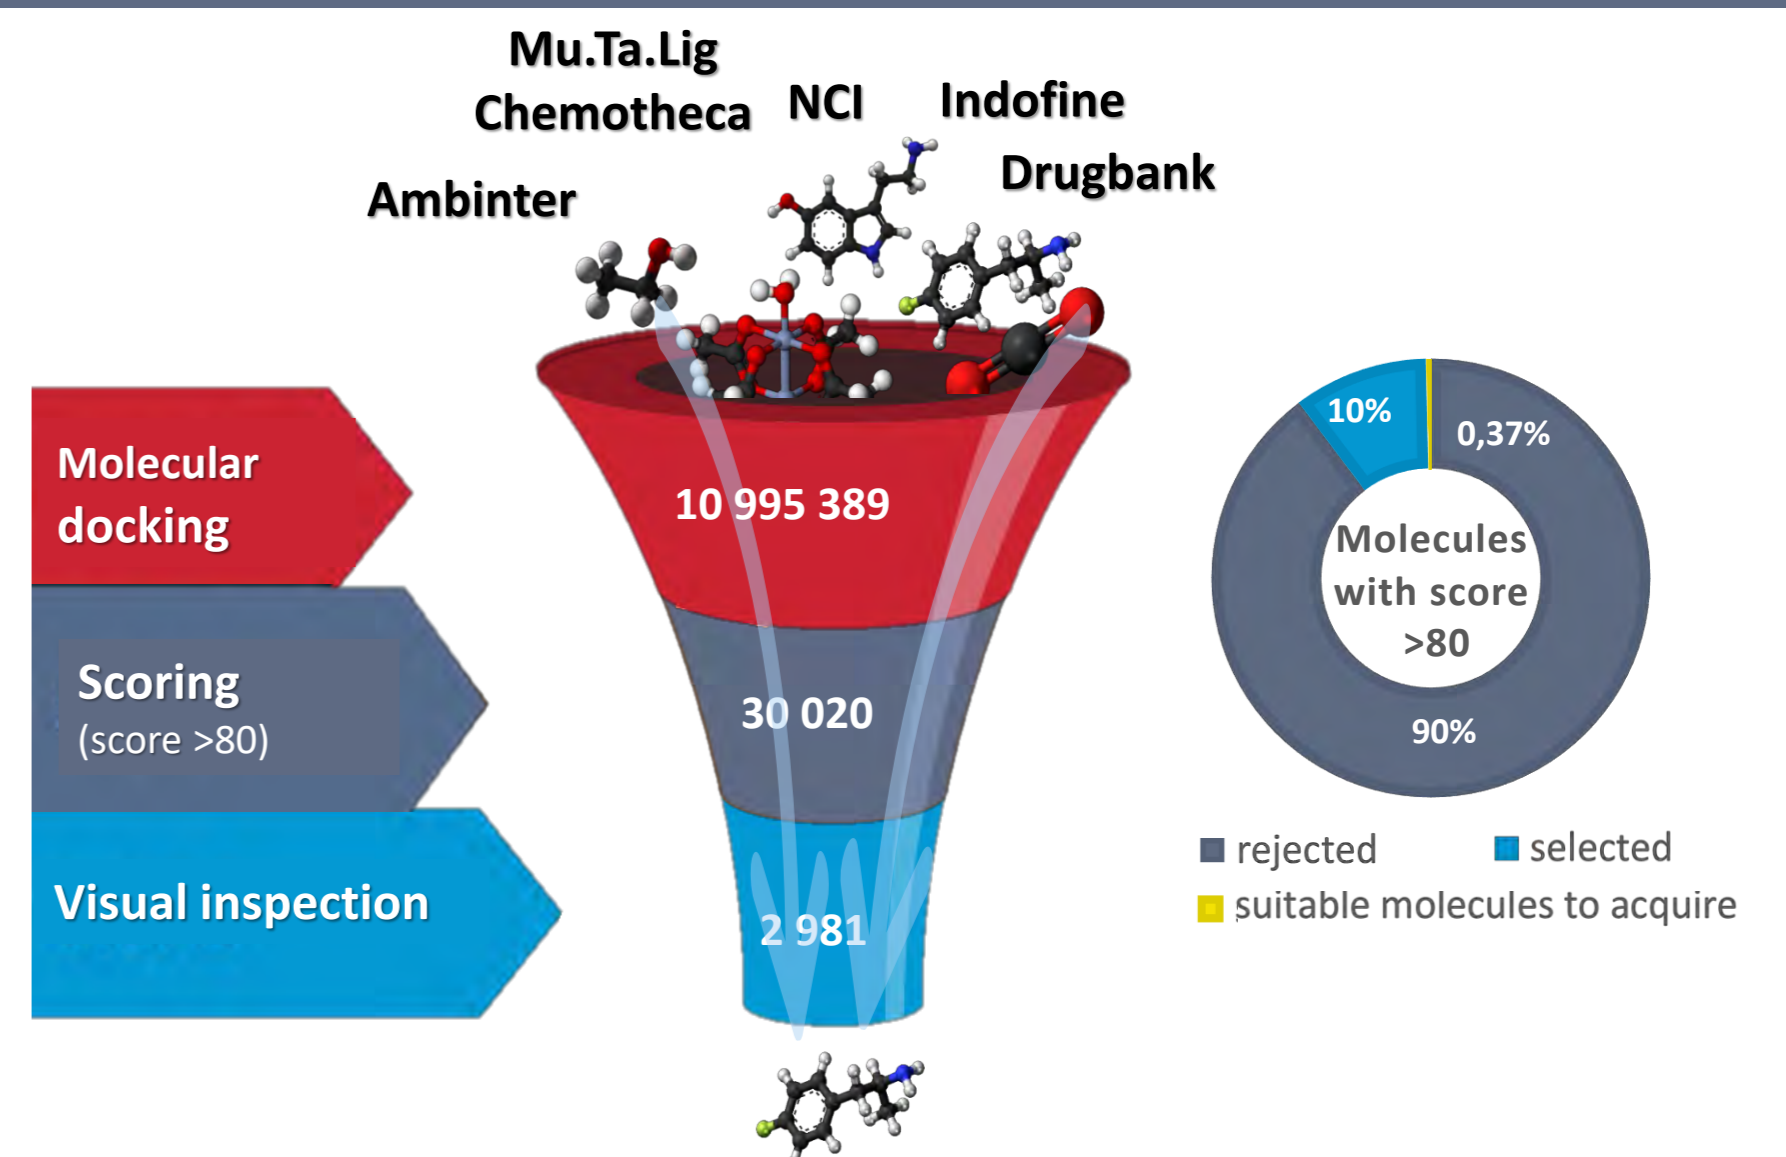 Mu.Ta.Lig
Chemotheca
NCI
Indofine
Drugbank
Ambinter
Molecular
docking
10 995 389
Scoring
(score >80)
30 020
Visual inspection
2 981
10%
0,37%
Molecules
with score
>80
90%
rejected
selected
suitable molecules to acquire